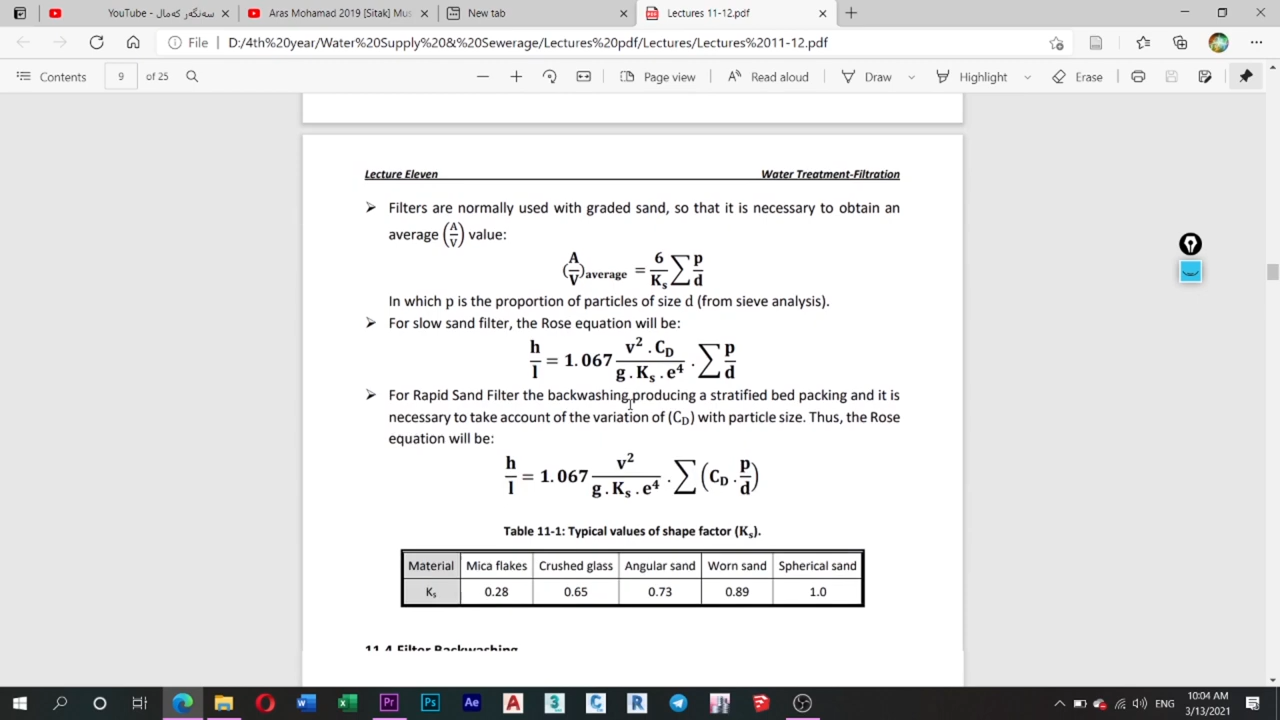 سەنگەر کەمال - YouTube
Aras Mohamad 2019 [Sitak] Mus
New tab
Lectures 11-12.pdf
File
D:/4th%20year/Water%20Supply%20&%20Sewerage/Lectures%20pdf/Lectures/Lectures%2011-12.pdf
Contents
9 of 25
Page view
Read aloud
Draw
Highlight
Erase
Lecture Eleven
Water Treatment-Filtration
➢ Filters are normally used with graded sand, so that it is necessary to obtain an
average (A/V) value:
(A/V)average = 6/Ks ∑ p/d
In which p is the proportion of particles of size d (from sieve analysis).
➢ For slow sand filter, the Rose equation will be:
h/l = 1.067 v² . CD / g . Ks . e⁴ . ∑ p/d
➢ For Rapid Sand Filter the backwashing producing a stratified bed packing and it is
necessary to take account of the variation of (CD) with particle size. Thus, the Rose
equation will be:
h/l = 1.067 v² / g . Ks . e⁴ . ∑ (CD . p/d)
Table 11-1: Typical values of shape factor (Ks).
Material Mica flakes Crushed glass Angular sand Worn sand Spherical sand
Ks 0.28 0.65 0.73 0.89 1.0
11.4 Filter Backwashing
ENG
10:04 AM
3/13/2021